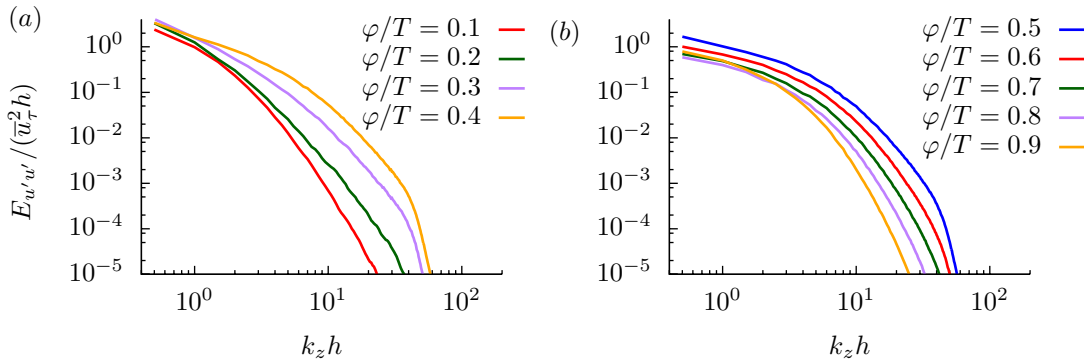 (a)
E_{u'u'}/(\overline{u}_τ^2 h)
10^0
10^{-1}
10^{-2}
10^{-3}
10^{-4}
10^{-5}
φ/T = 0.1
φ/T = 0.2
φ/T = 0.3
φ/T = 0.4
10^0 10^1 10^2
k_z h
(b)
10^0
10^{-1}
10^{-2}
10^{-3}
10^{-4}
10^{-5}
φ/T = 0.5
φ/T = 0.6
φ/T = 0.7
φ/T = 0.8
φ/T = 0.9
10^0 10^1 10^2
k_z h